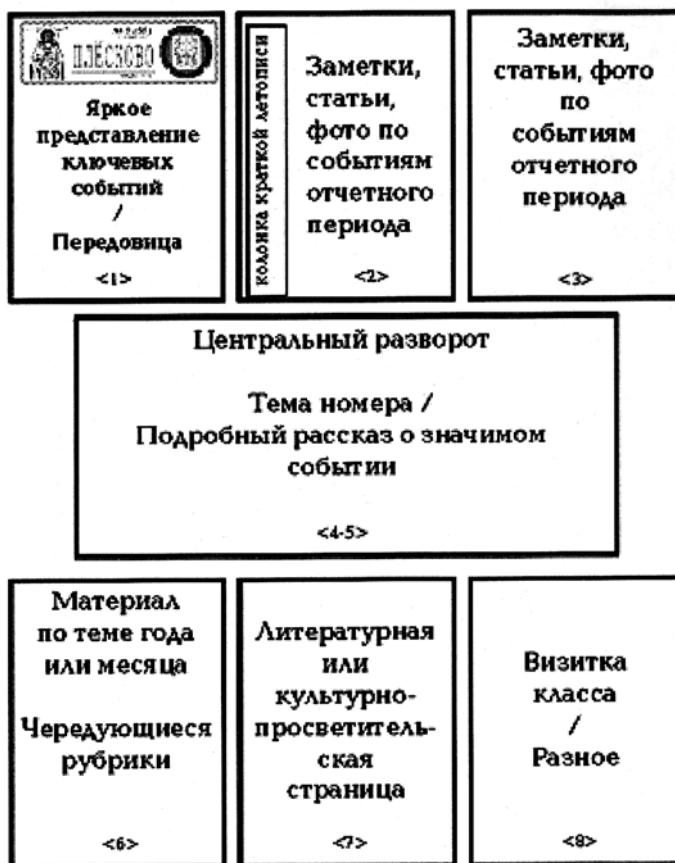 ПЛЁСКОВО
Яркое
представление
ключевых
событий
/
Передовица
<1>
колонка краткой летописи
Заметки,
статьи,
фото по
событиям
отчетного
периода
<2>
Заметки,
статьи, фото
по
событиям
отчетного
периода
<3>
Центральный разворот
Тема номера /
Подробный рассказ о значимом
событии
<4-5>
Материал
по теме года
или месяца
Чередующиеся
рубрики
<6>
Литературная
или
культурно-
просветитель-
ская
страница
<7>
Визитка
класса
/
Разное
<8>